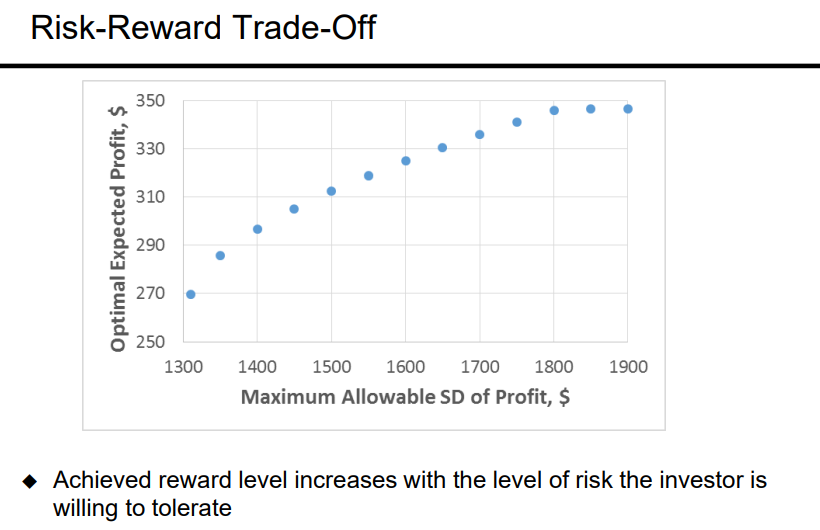 Risk-Reward Trade-Off
Optimal Expected Profit, $
350
330
310
290
270
250
1300 1400 1500 1600 1700 1800 1900
Maximum Allowable SD of Profit, $
◆ Achieved reward level increases with the level of risk the investor is
willing to tolerate